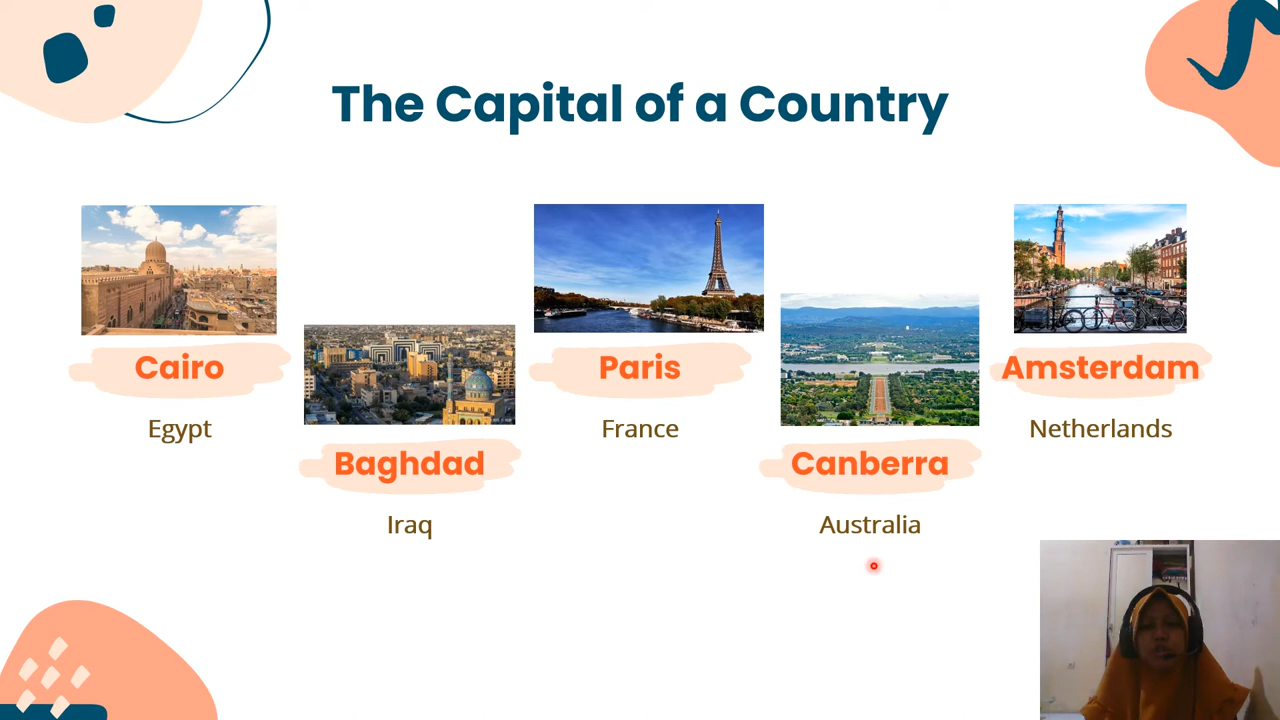 The Capital of a Country
Cairo
Egypt
Baghdad
Iraq
Paris
France
Canberra
Australia
Amsterdam
Netherlands